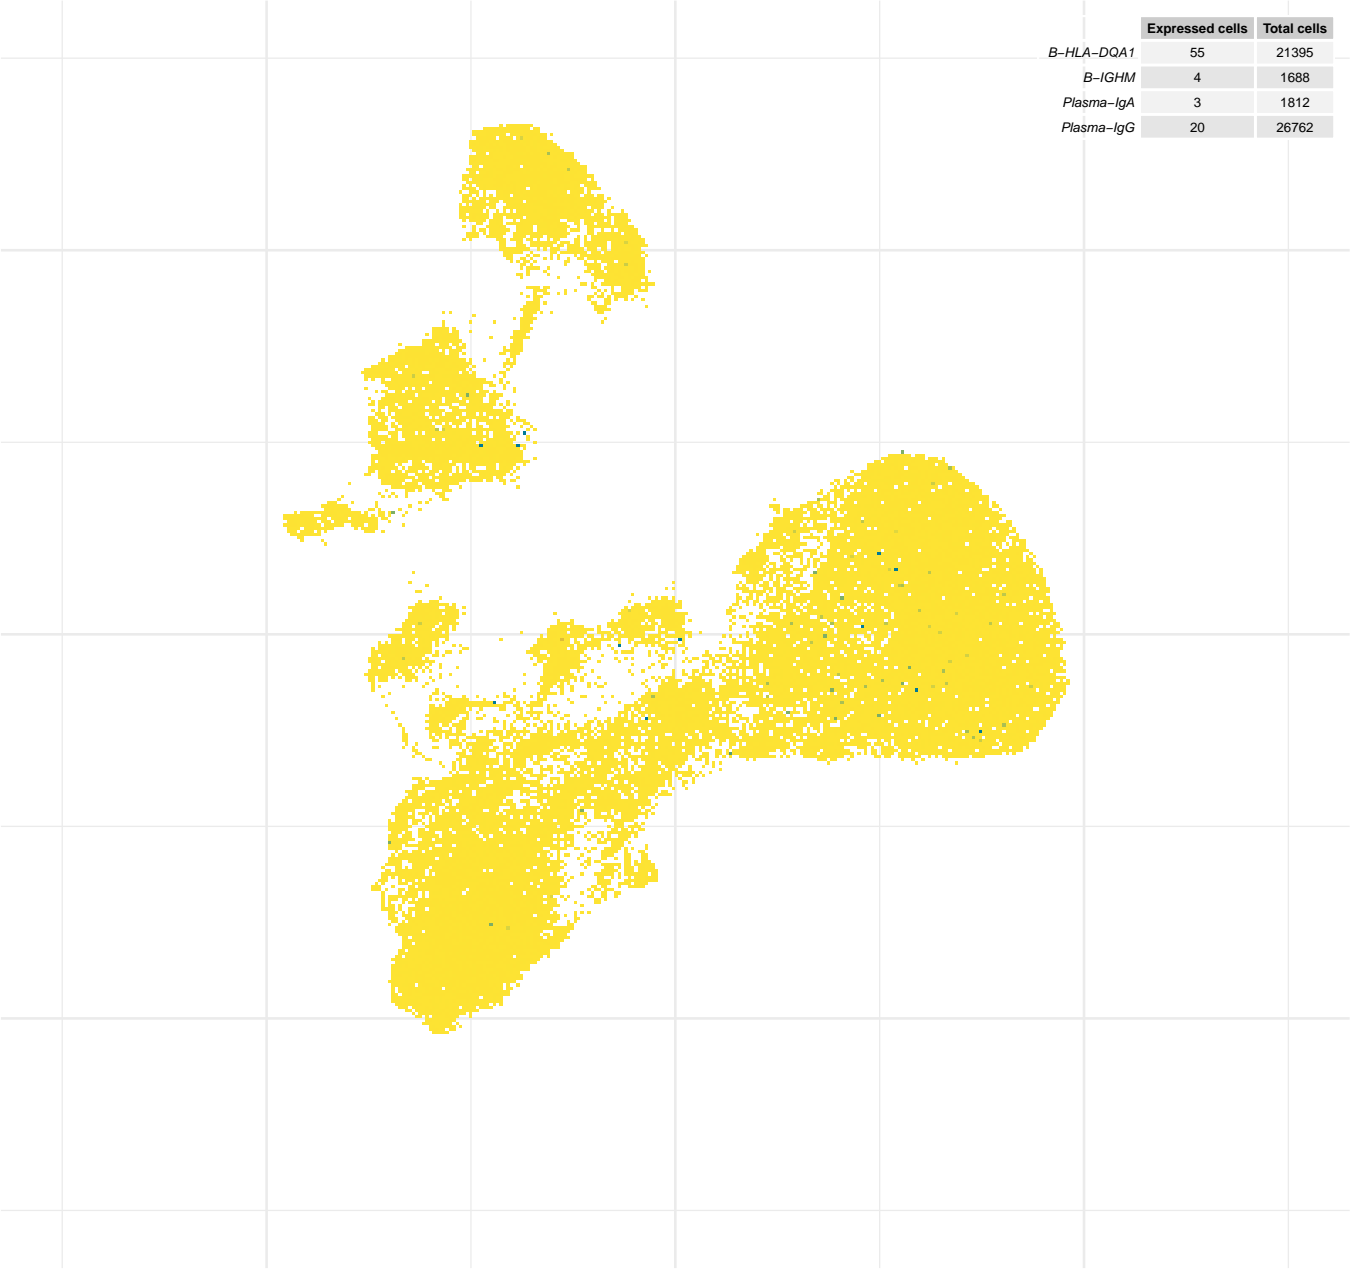 Expressed cells Total cells
B−HLA−DQA1 55 21395
B−IGHM 4 1688
Plasma−IgA 3 1812
Plasma−IgG 20 26762